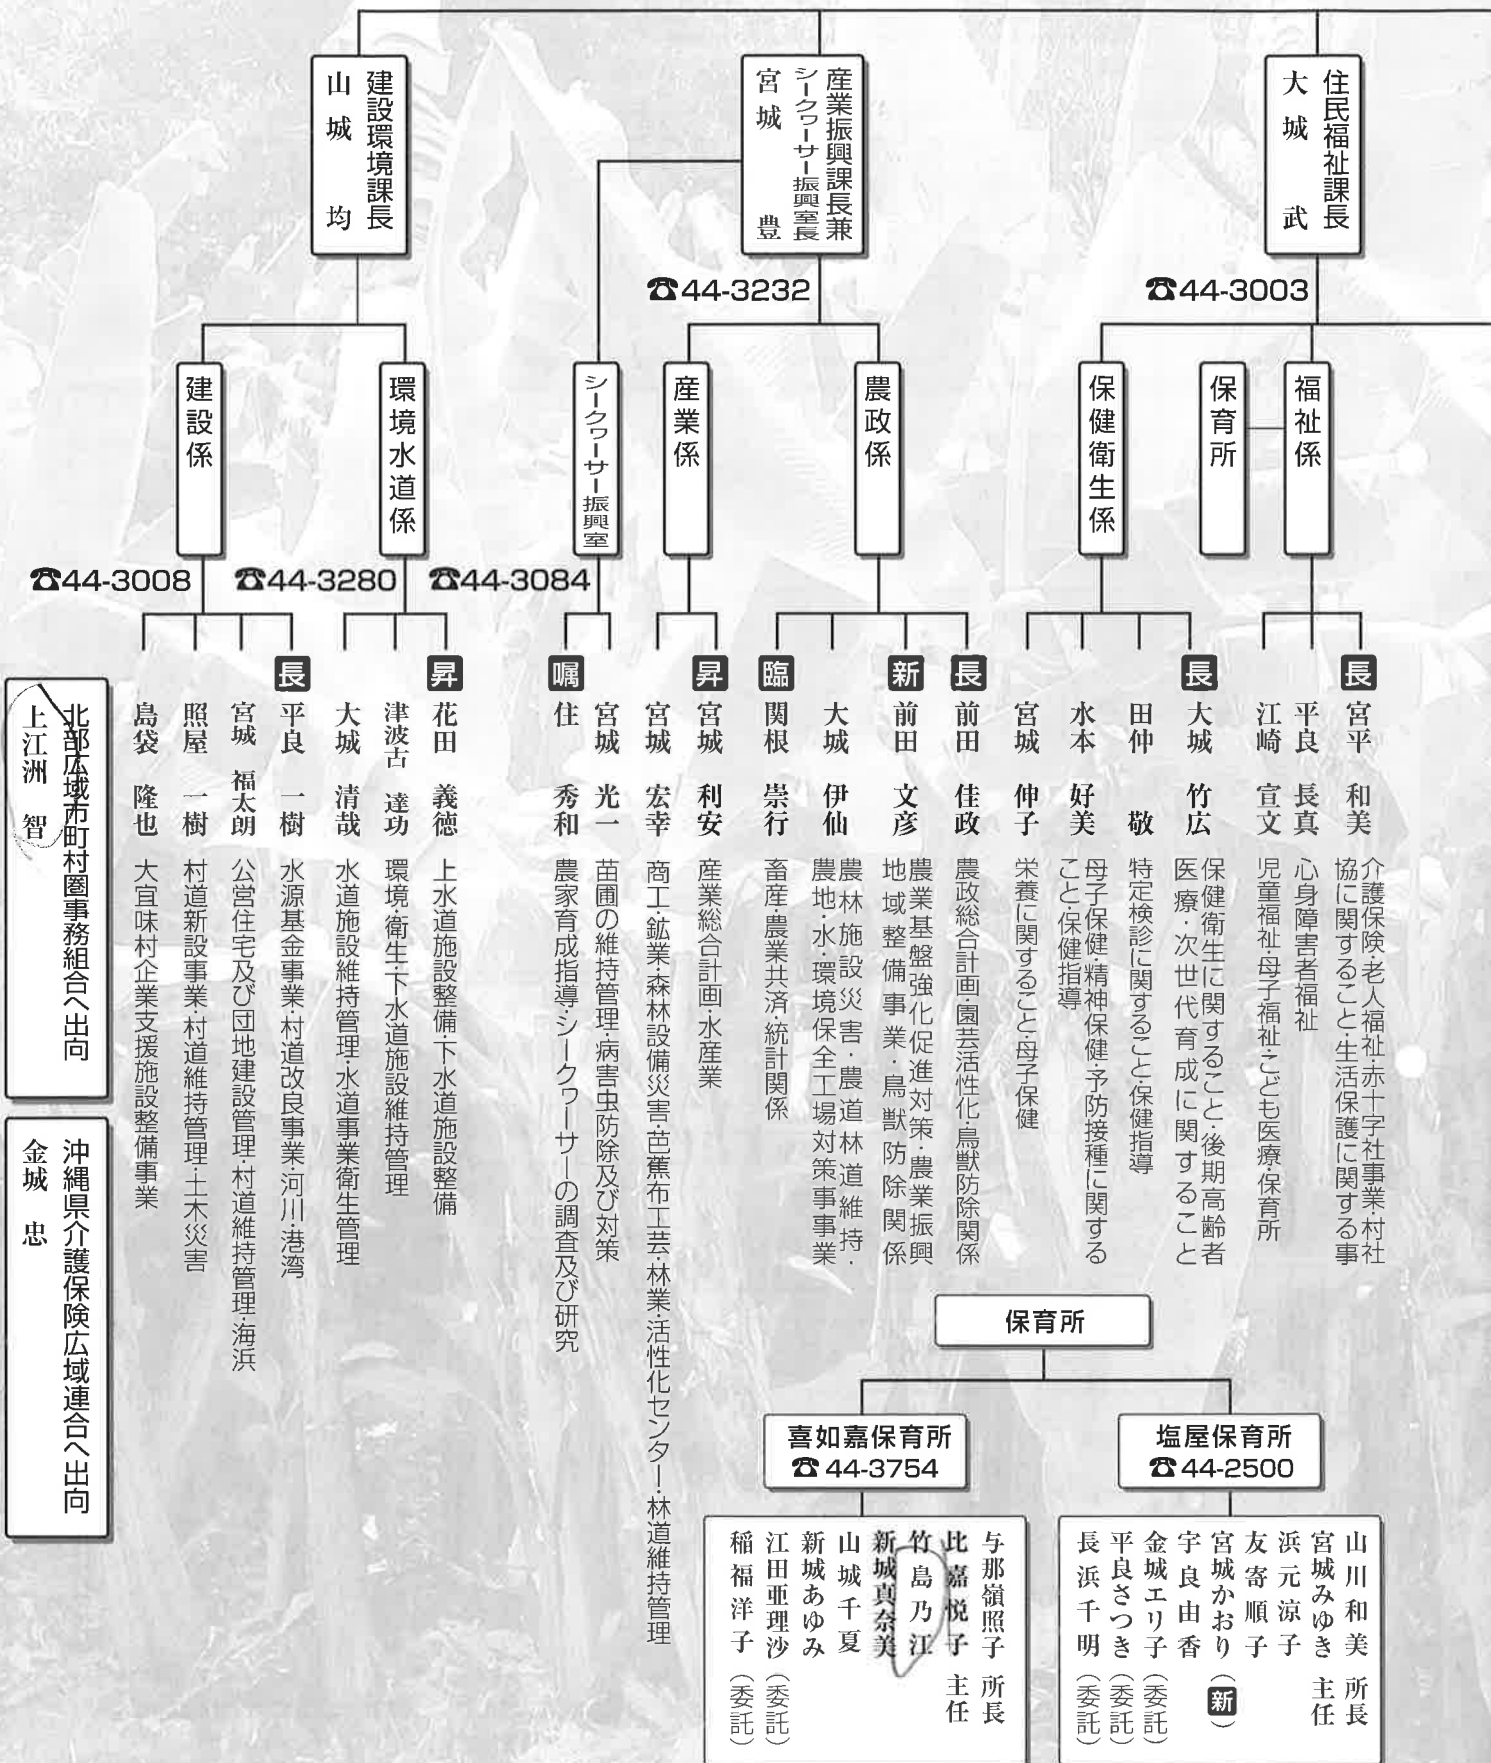 住民福祉課長
大城 武
☎44-3003
産業振興課長兼
シークヮーサー振興室長
宮城 豊
☎44-3232
建設環境課長
山城 均
福祉係
保育所
保健衛生係
農政係
産業係
シークヮーサー振興室
☎44-3084
環境水道係
☎44-3280
建設係
☎44-3008
長 宮平 和美 介護保険・老人福祉・赤十字社事業・村社
協に関すること・生活保護に関する事
平良 長真 心身障害者福祉
江崎 宣文 児童福祉・母子福祉・こども医療・保育所
長 大城 竹広 保健衛生に関すること・後期高齢者
医療・次世代育成に関すること
田仲 敬 特定検診に関すること・保健指導
水本 好美 母子保健・精神保健・予防接種に関する
こと・保健指導
宮城 伸子 栄養に関すること・母子保健
長 前田 佳政 農政総合計画・園芸活性化・鳥獣防除関係
新 前田 文彦 農業基盤強化促進対策・農業振興
地域整備事業・鳥獣防除関係
大城 伊仙 農林施設災害・農道林道維持・
農地・水・環境保全工場対策事事業
臨 関根 崇行 畜産・農業共済・統計関係
昇 宮城 利安 産業総合計画・水産業
宮城 宏幸 商工・鉱業・森林設備災害・芭蕉布工芸・林業・活性化センター・林道維持管理
宮城 光一 苗圃の維持管理・病害虫防除及び対策
嘱 住 秀和 農家育成指導・シークヮーサーの調査及び研究
昇 花田 義徳 上水道施設整備・下水道施設整備
津波古 達功 環境・衛生・下水道施設維持管理
大城 清哉 水道施設維持管理・水道事業衛生管理
長 平良 一樹 水源基金事業・村道改良事業・河川・港湾
宮城 福太朗 公営住宅及び団地建設管理・村道維持管理・海浜
照屋 一樹 村道新設事業・村道維持管理・土木災害
島袋 隆也 大宜味村企業支援施設整備事業
北部広域市町村圏事務組合へ出向
上江洲 智
沖縄県介護保険広域連合へ出向
金城 忠
保育所
塩屋保育所
☎44-2500
山川和美 所長
宮城みゆき 主任
浜元涼子
友寄順子
宮城かおり(新)
宇良由香
金城エリ子(委託)
平良さつき(委託)
長浜千明(委託)
喜如嘉保育所
☎44-3754
与那嶺照子 所長
比嘉悦子 主任
竹島乃江
新城真奈美
山城千夏
新城あゆみ
江田亜理沙(委託)
稲福洋子(委託)